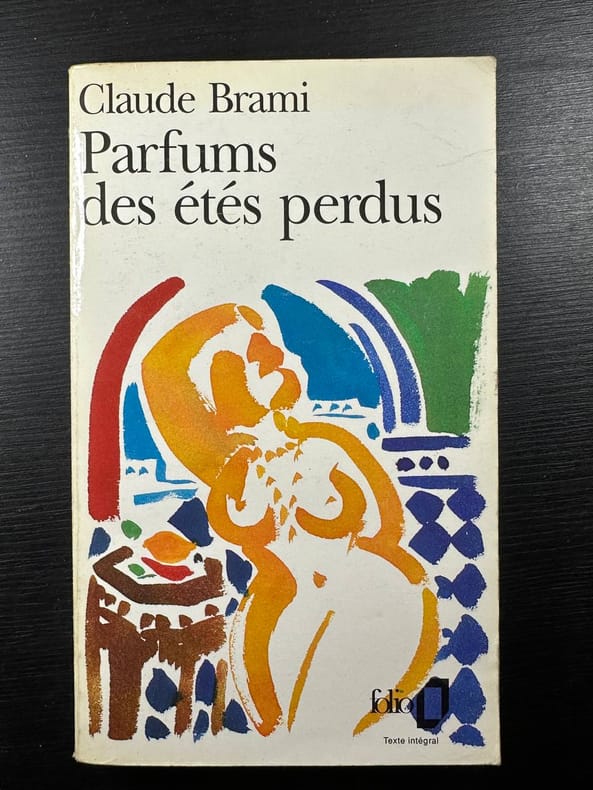 Claude Brami
Parfums
des étés perdus
folio
Texte intégral